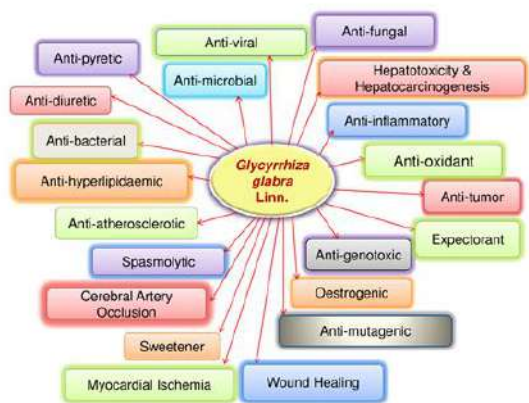 Anti-viral
Anti-fungal
Anti-pyretic
Anti-microbial
Hepatotoxicity &
Hepatocarcinogenesis
Anti-diuretic
Anti-inflammatory
Anti-bacterial
Anti-oxidant
Glycyrrhiza
glabra
Linn.
Anti-hyperlipidaemic
Anti-tumor
Anti-atherosclerotic
Expectorant
Anti-genotoxic
Spasmolytic
Oestrogenic
Cerebral Artery
Occlusion
Anti-mutagenic
Sweetener
Myocardial Ischemia
Wound Healing